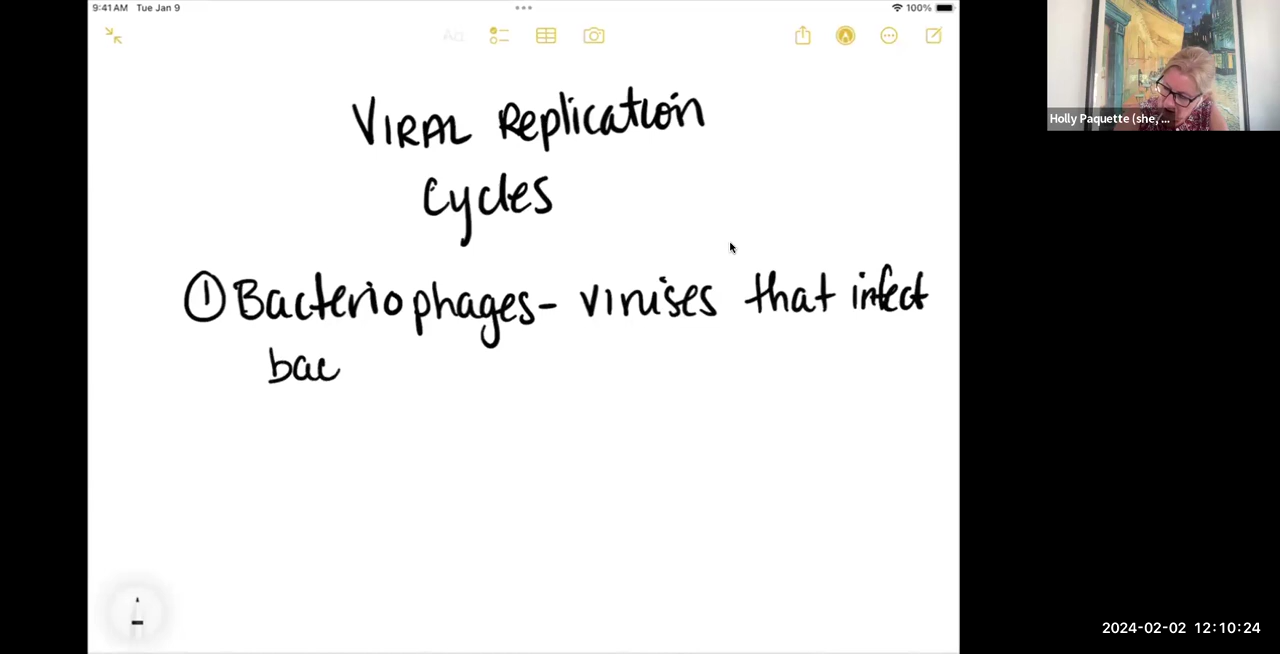 9:41 AM Tue Jan 9
100%
Aa
Holly Paquette (she, ...
VIRAL Replication
Cycles
① Bacteriophages- viruses that infect
bac
2024-02-02 12:10:24